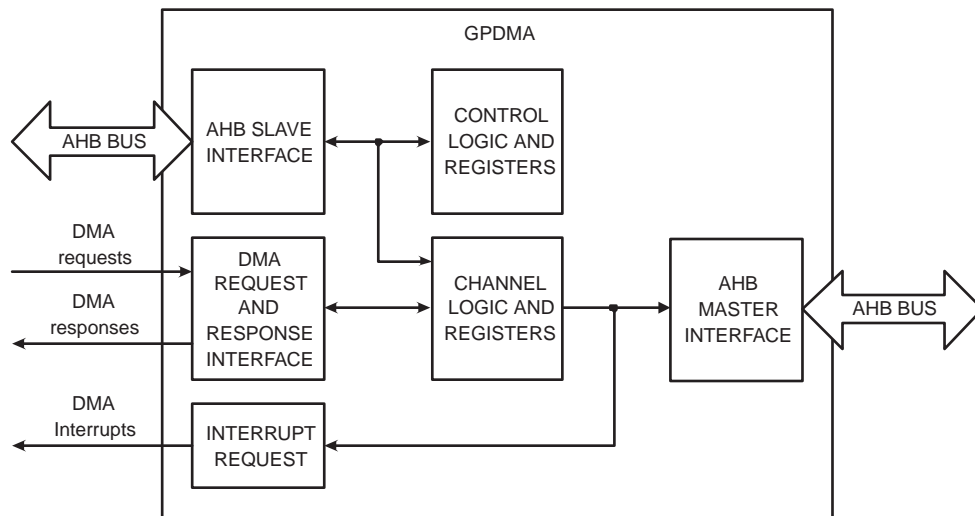 GPDMA
AHB BUS
AHB SLAVE
INTERFACE
CONTROL
LOGIC AND
REGISTERS
DMA
requests
DMA
responses
DMA
REQUEST
AND
RESPONSE
INTERFACE
CHANNEL
LOGIC AND
REGISTERS
AHB
MASTER
INTERFACE
AHB BUS
DMA
Interrupts
INTERRUPT
REQUEST